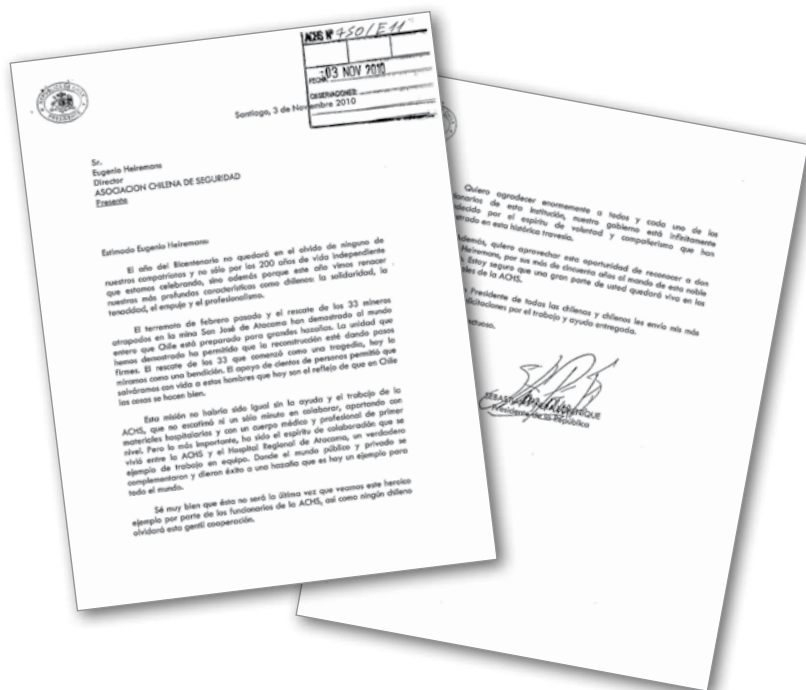 ACHS Nº 750/E11
FECHA 03 NOV 2010
OBSERVACIONES:
Santiago, 3 de Noviembre 2010
Sr.
Eugenio Heiremans
Director
ASOCIACION CHILENA DE SEGURIDAD
Presente
Estimado Eugenio Heiremans:
El año del Bicentenario no quedará en el olvido de ninguno de
nuestros compatriotas y no sólo por los 200 años de vida independiente
que estamos celebrando, sino además porque este año vimos renacer
nuestras más profundas características como chilenos: la solidaridad, la
tenacidad, el empuje y el profesionalismo.
El terremoto de febrero pasado y el rescate de los 33 mineros
atrapados en la mina San José de Atacama han demostrado al mundo
entero que Chile está preparado para grandes hazañas. La unidad que
hemos demostrado ha permitido que la reconstrucción esté dando pasos
firmes. El rescate de los 33 que comenzó como una tragedia, hoy la
miramos como una bendición. El apoyo de cientos de personas permitió que
salváramos con vida a estos hombres que hoy son el reflejo de que en Chile
las cosas se hacen bien.
Esta misión no habría sido igual sin la ayuda y el trabajo de la
ACHS, que no escatimó ni un sólo minuto en colaborar, aportando con
materiales hospitalarios y con un cuerpo médico y profesional de primer
nivel. Pero lo más importante, ha sido el espíritu de colaboración que se
vivió entre la ACHS y el Hospital Regional de Atacama, un verdadero
ejemplo de trabajo en equipo. Donde el mundo público y privado se
complementaron y dieron éxito a una hazaña que es hoy un ejemplo para
todo el mundo.
Sé muy bien que ésta no será la última vez que veamos este heroico
ejemplo por parte de los funcionarios de la ACHS, así como ningún chileno
olvidará esta gentil cooperación.
Quiero agradecer enormemente a todos y cada uno de los
ionarios de esta Institución, nuestro gobierno está infinitamente
decido por el espíritu de voluntad y compañerismo que han
strado en esta histórica travesía.
Además, quiero aprovechar esta oportunidad de reconocer a don
Heiremans, por sus más de cincuenta años al mando de esta noble
. Estoy seguro que una gran parte de usted quedará viva en los
les de la ACHS.
Presidente de todas las chilenas y chilenos les envío mis más
licitaciones por el trabajo y ayuda entregada.
ctuoso,
SEBASTIÁN PIÑERA ECHENIQUE
Presidente de la República